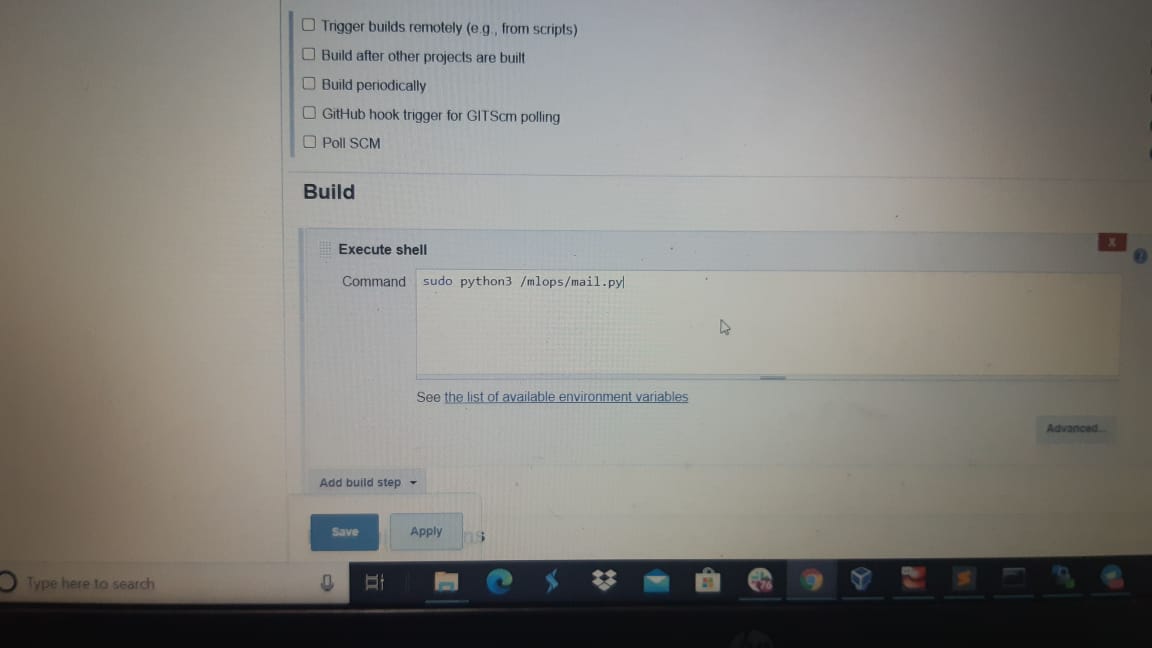 Trigger builds remotely (e.g., from scripts)
Build after other projects are built
Build periodically
GitHub hook trigger for GITScm polling
Poll SCM
Build
Execute shell
X
Command
sudo python3 /mlops/mail.py
See the list of available environment variables
Advanced...
Add build step
Save
Apply
Type here to search